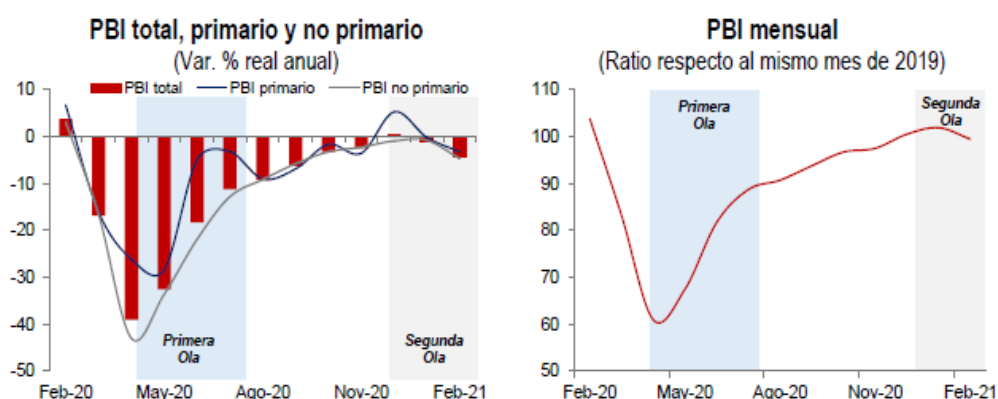 PBI total, primario y no primario
(Var. % real anual)
PBI total PBI primario PBI no primario
10
0
-10
-20
-30
-40
-50
Primera
Ola
Segunda
Ola
Feb-20 May-20 Ago-20 Nov-20 Feb-21
PBI mensual
(Ratio respecto al mismo mes de 2019)
110
100
90
80
70
60
50
Primera
Ola
Segunda
Ola
Feb-20 May-20 Ago-20 Nov-20 Feb-21